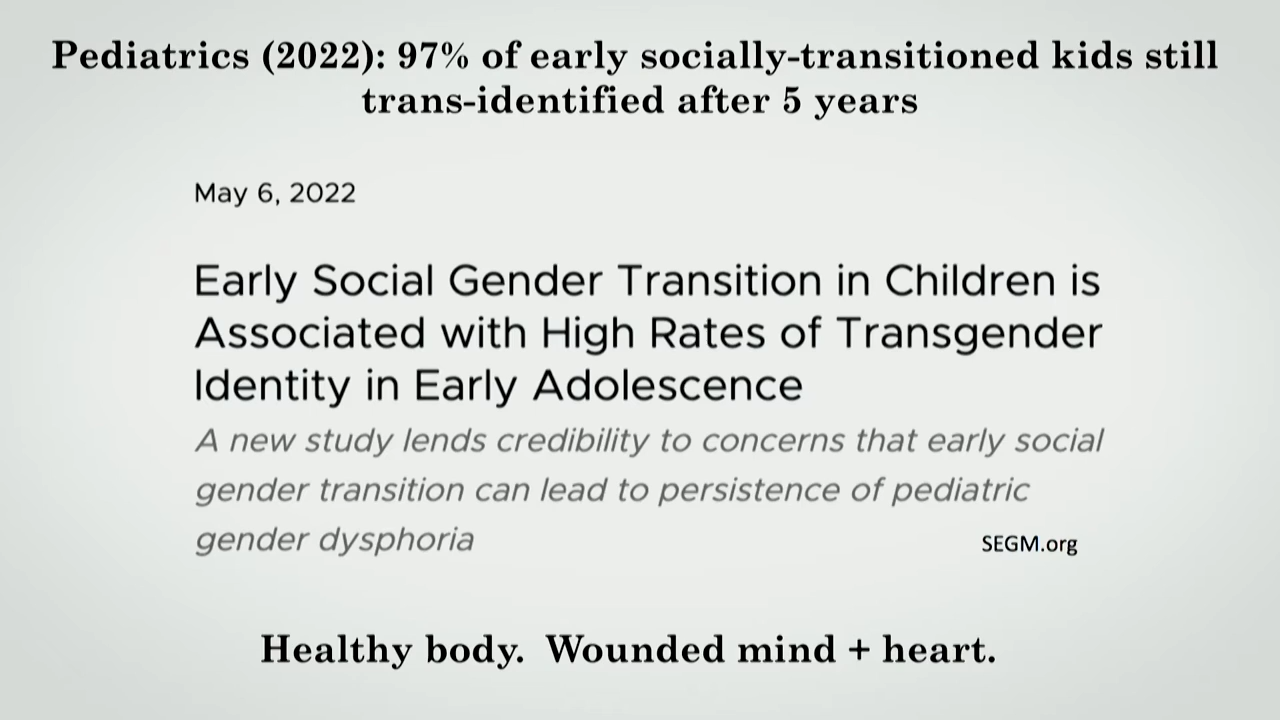 Pediatrics (2022): 97% of early socially-transitioned kids still
trans-identified after 5 years
May 6, 2022
Early Social Gender Transition in Children is
Associated with High Rates of Transgender
Identity in Early Adolescence
A new study lends credibility to concerns that early social
gender transition can lead to persistence of pediatric
gender dysphoria
SEGM.org
Healthy body.  Wounded mind + heart.